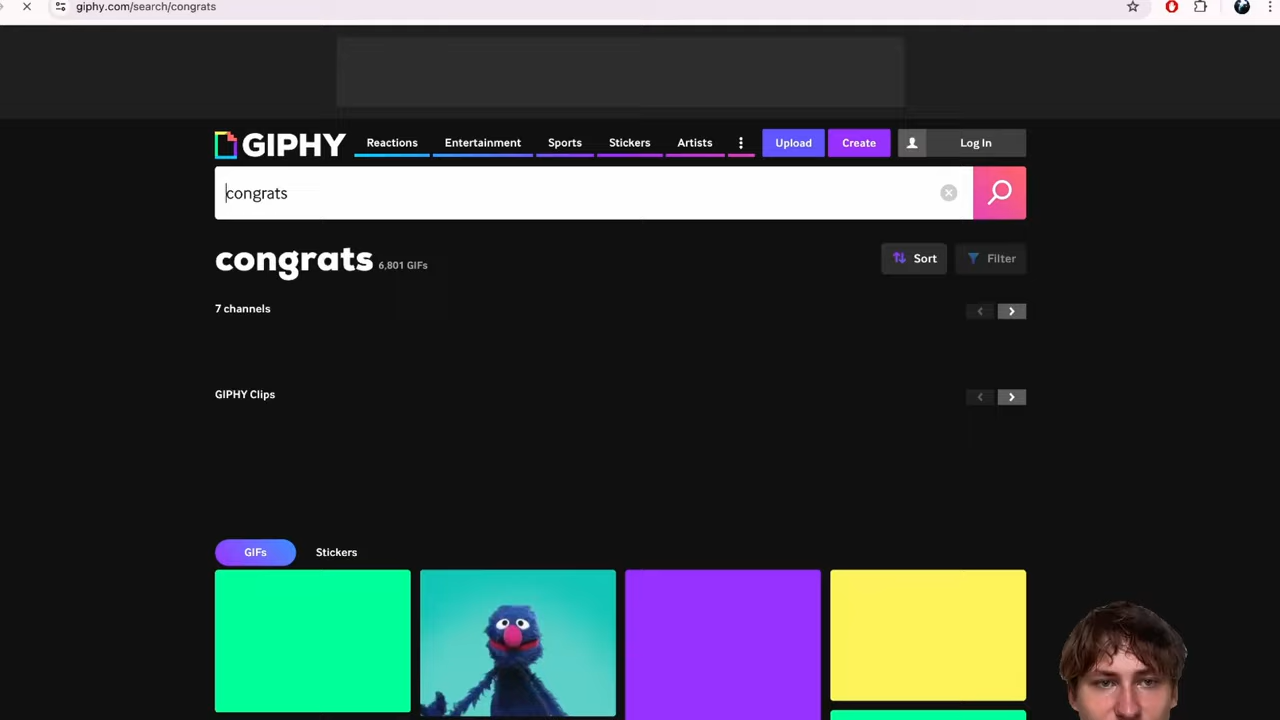 giphy.com/search/congrats
GIPHY
Reactions
Entertainment
Sports
Stickers
Artists
Upload
Create
Log In
congrats
congrats 6,801 GIFs
Sort
Filter
7 channels
GIPHY Clips
GIFs
Stickers